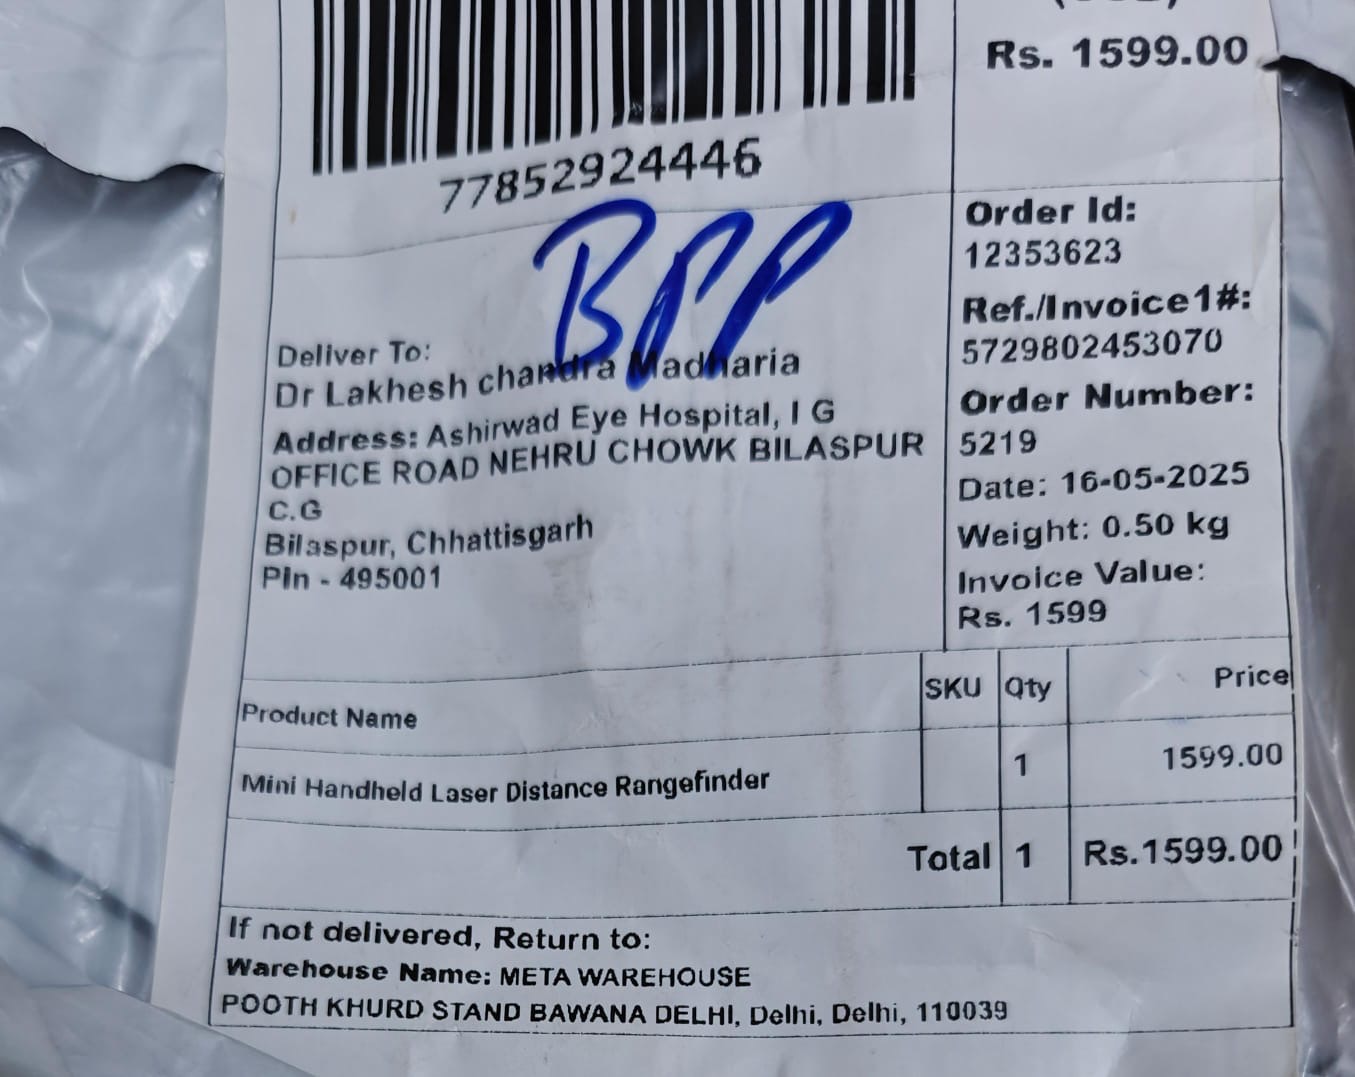 Rs. 1599.00
77852924446
BPP
Deliver To:
Dr Lakhesh chandra Madharia
Address: Ashirwad Eye Hospital, I G
OFFICE ROAD NEHRU CHOWK BILASPUR
C.G
Bilaspur, Chhattisgarh
Pin - 495001
Order Id:
12353623
Ref./Invoice1#:
5729802453070
Order Number:
5219
Date: 16-05-2025
Weight: 0.50 kg
Invoice Value:
Rs. 1599
Product Name SKU Qty Price
Mini Handheld Laser Distance Rangefinder 1 1599.00
Total 1 Rs.1599.00
If not delivered, Return to:
Warehouse Name: META WAREHOUSE
POOTH KHURD STAND BAWANA DELHI, Delhi, Delhi, 110039